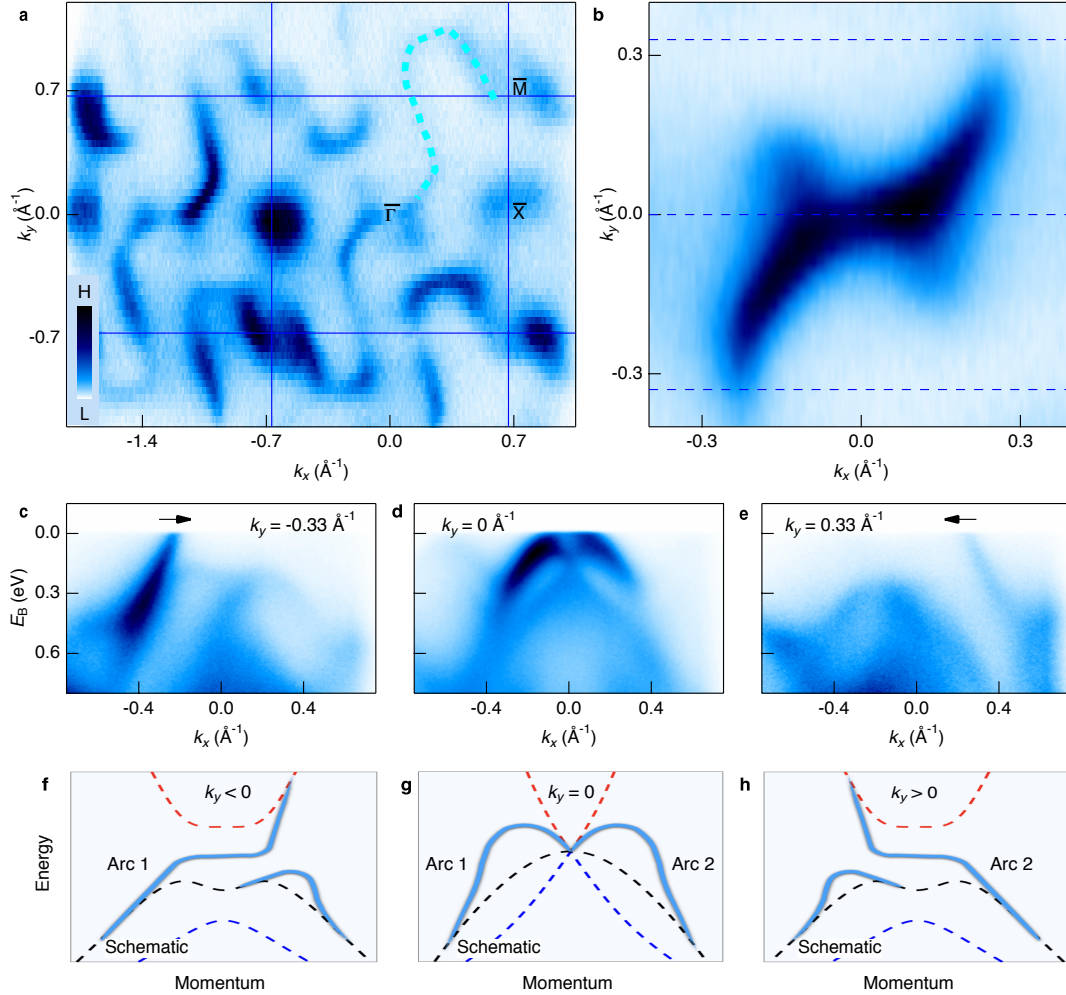 a
0.7
0.0
-0.7
k_y (Å⁻¹)
M̅
Γ̅
X̅
H
L
-1.4
-0.7
0.0
0.7
k_x (Å⁻¹)
b
0.3
0.0
-0.3
k_y (Å⁻¹)
-0.3
0.0
0.3
k_x (Å⁻¹)
c
k_y = -0.33 Å⁻¹
0.0
0.3
0.6
E_B (eV)
-0.4
0.0
0.4
k_x (Å⁻¹)
d
k_y = 0 Å⁻¹
-0.4
0.0
0.4
k_x (Å⁻¹)
e
k_y = 0.33 Å⁻¹
-0.4
0.0
0.4
k_x (Å⁻¹)
f
k_y < 0
Arc 1
Schematic
Energy
Momentum
g
k_y = 0
Arc 1
Arc 2
Schematic
Momentum
h
k_y > 0
Arc 2
Schematic
Momentum